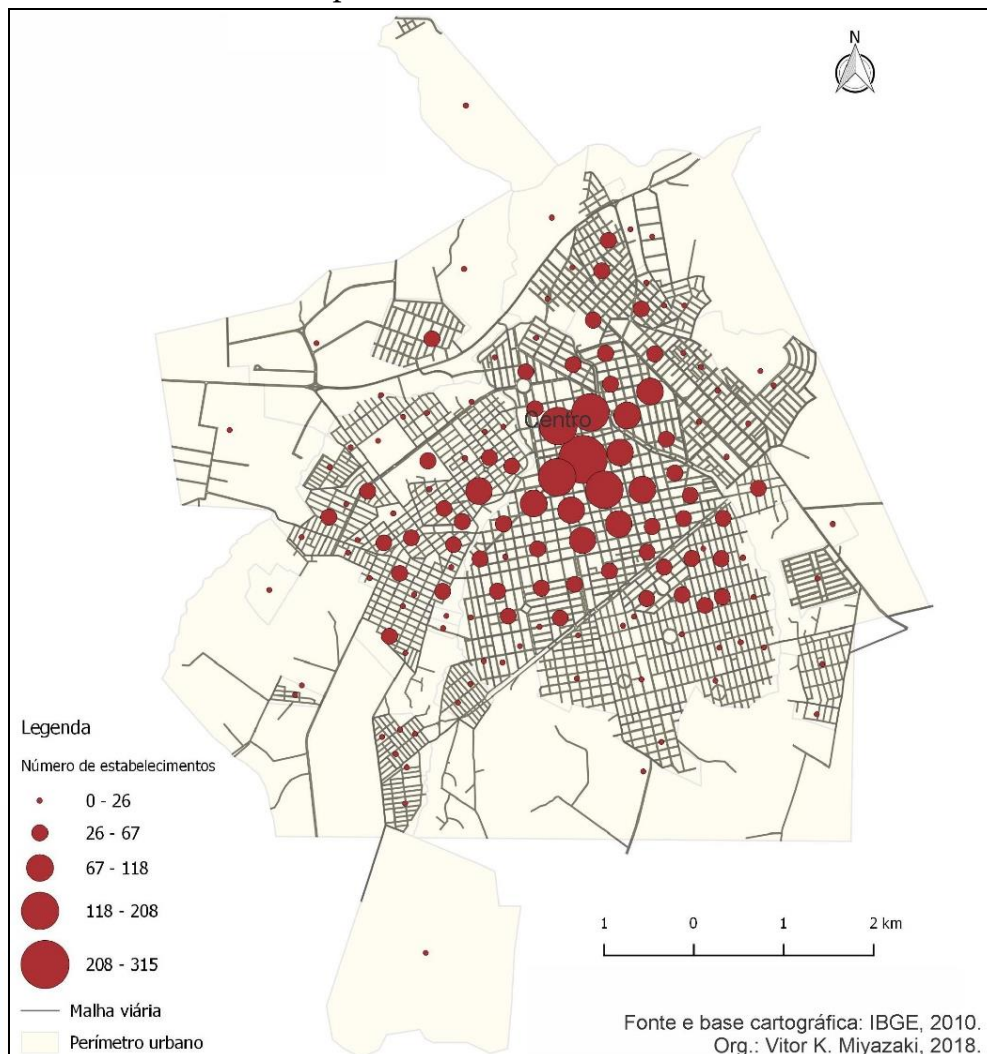 N
Centro
Legenda
Número de estabelecimentos
0 - 26
26 - 67
67 - 118
118 - 208
208 - 315
Malha viária
Perímetro urbano
1 0 1 2 km
Fonte e base cartográfica: IBGE, 2010.
Org.: Vitor K. Miyazaki, 2018.